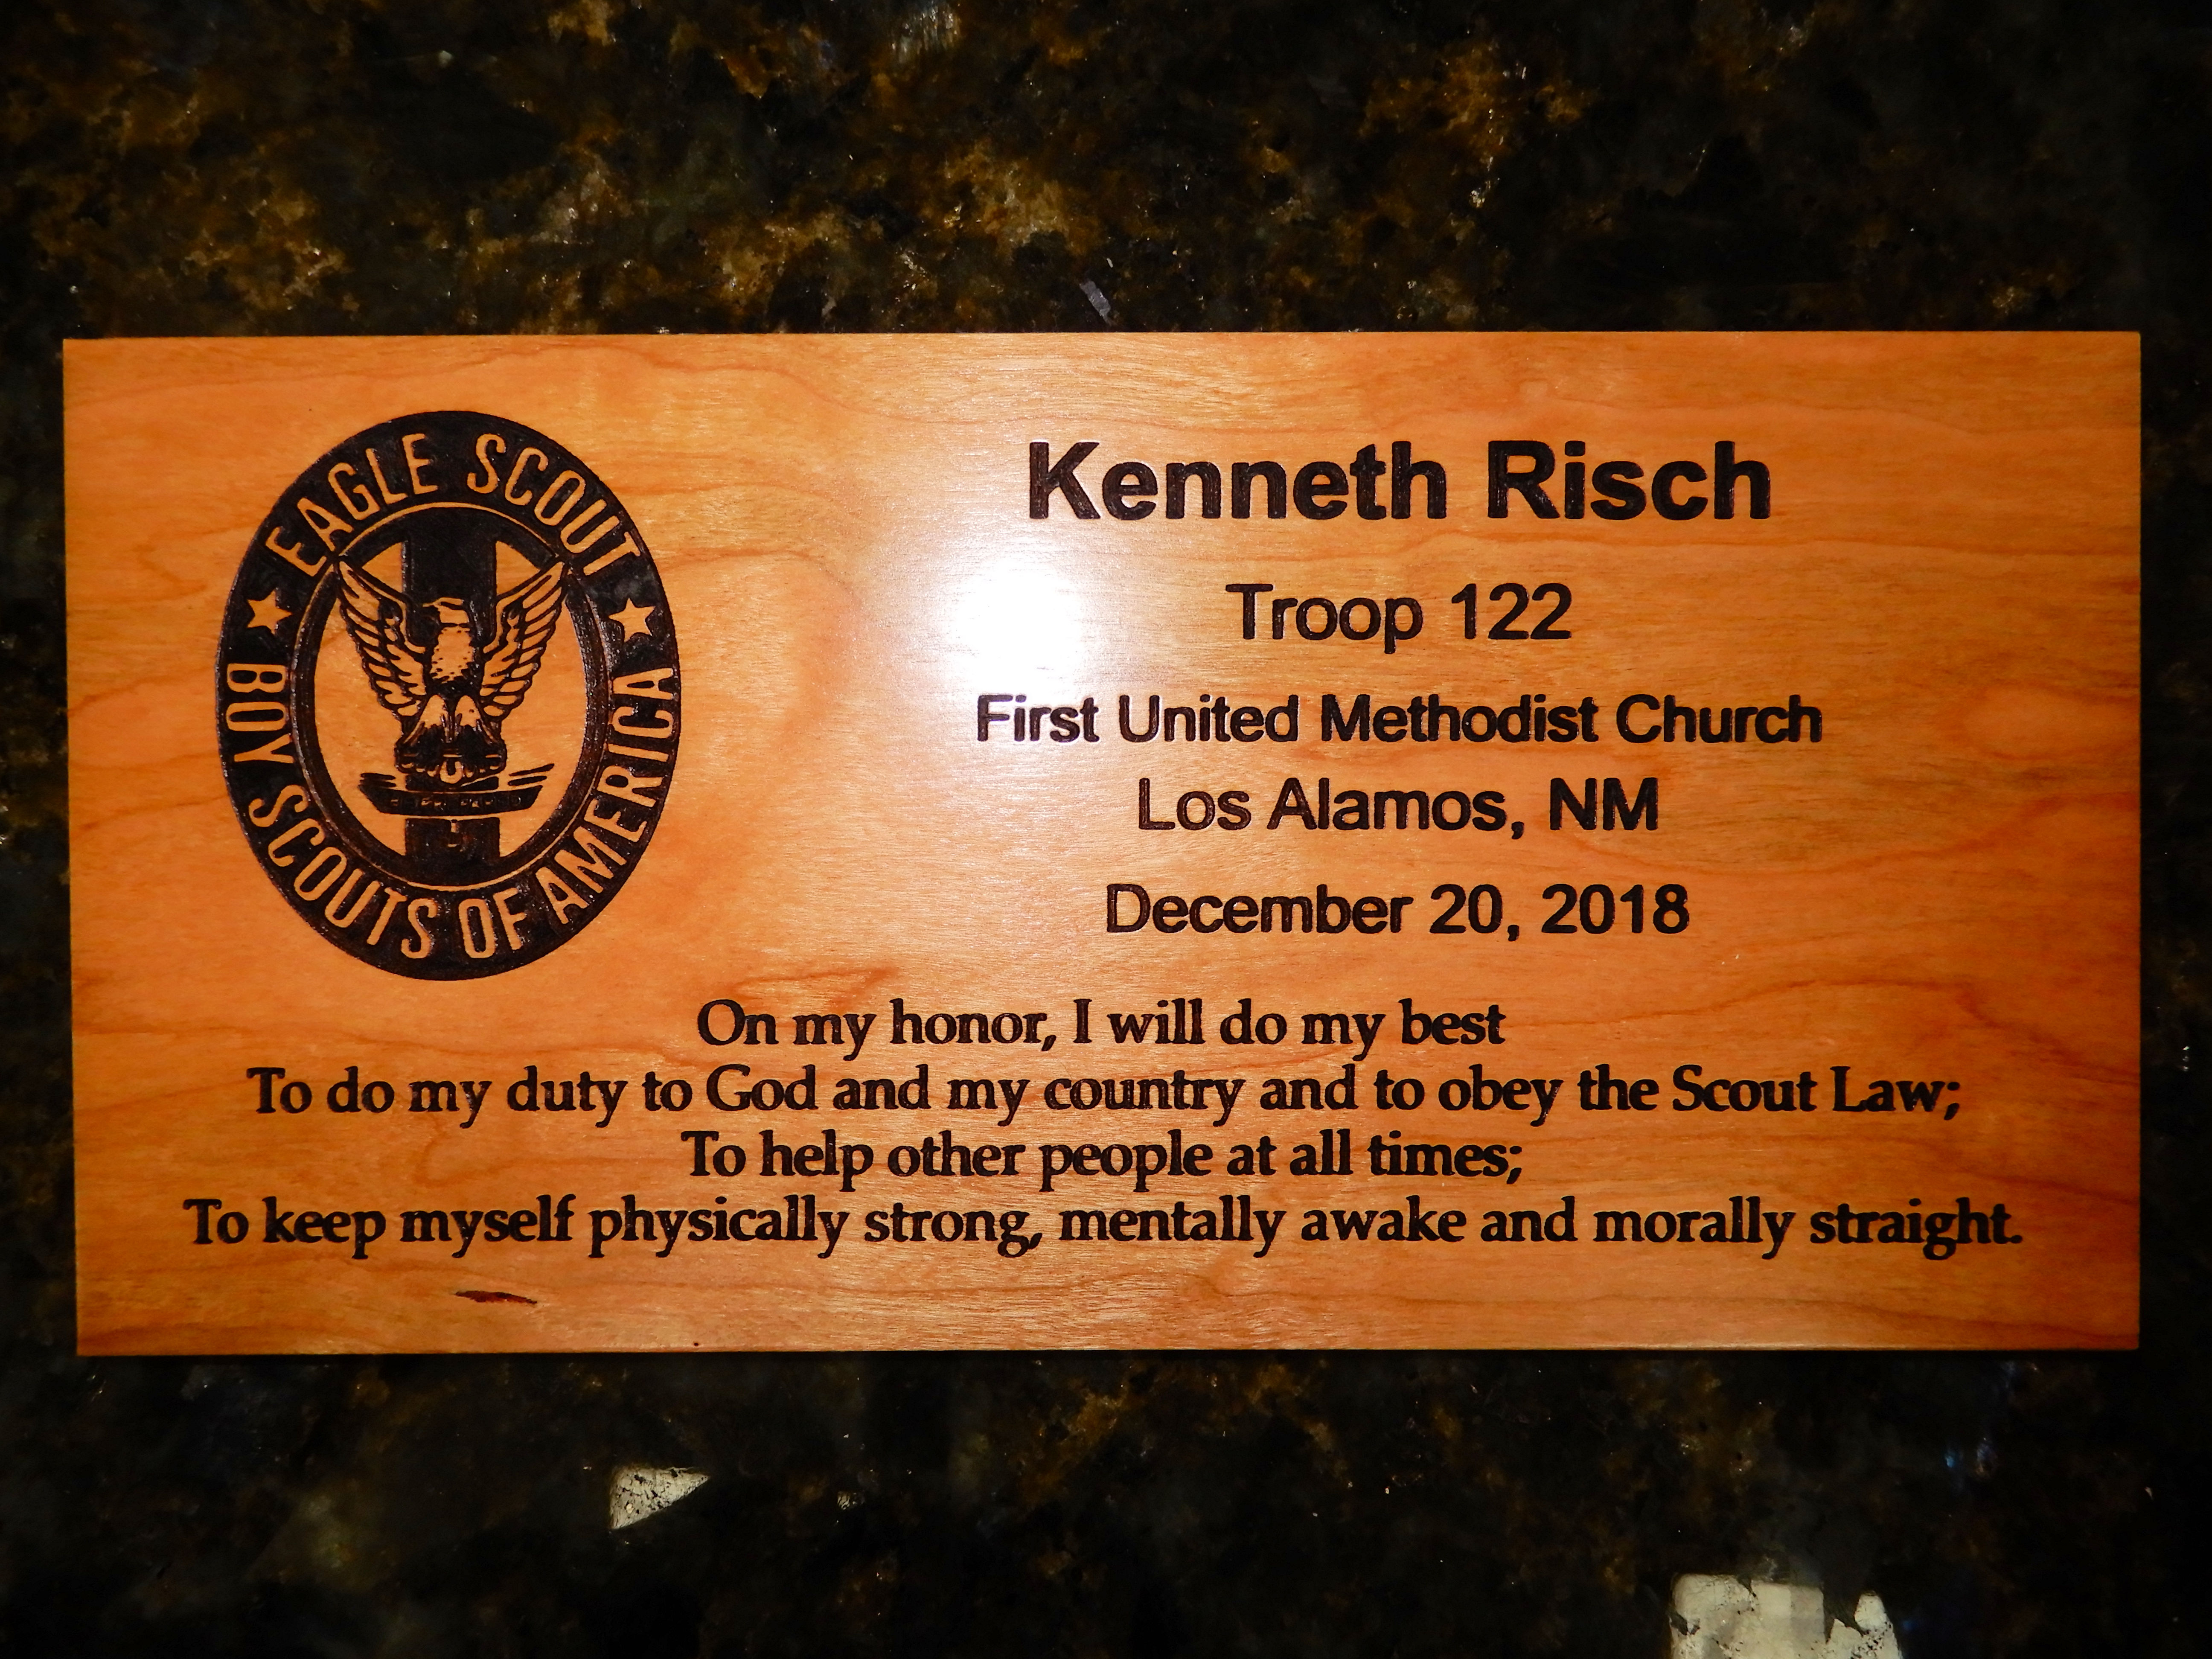 EAGLE SCOUT
BOY SCOUTS OF AMERICA
Kenneth Risch
Troop 122
First United Methodist Church
Los Alamos, NM
December 20, 2018
On my honor, I will do my best
To do my duty to God and my country and to obey the Scout Law;
To help other people at all times;
To keep myself physically strong, mentally awake and morally straight.